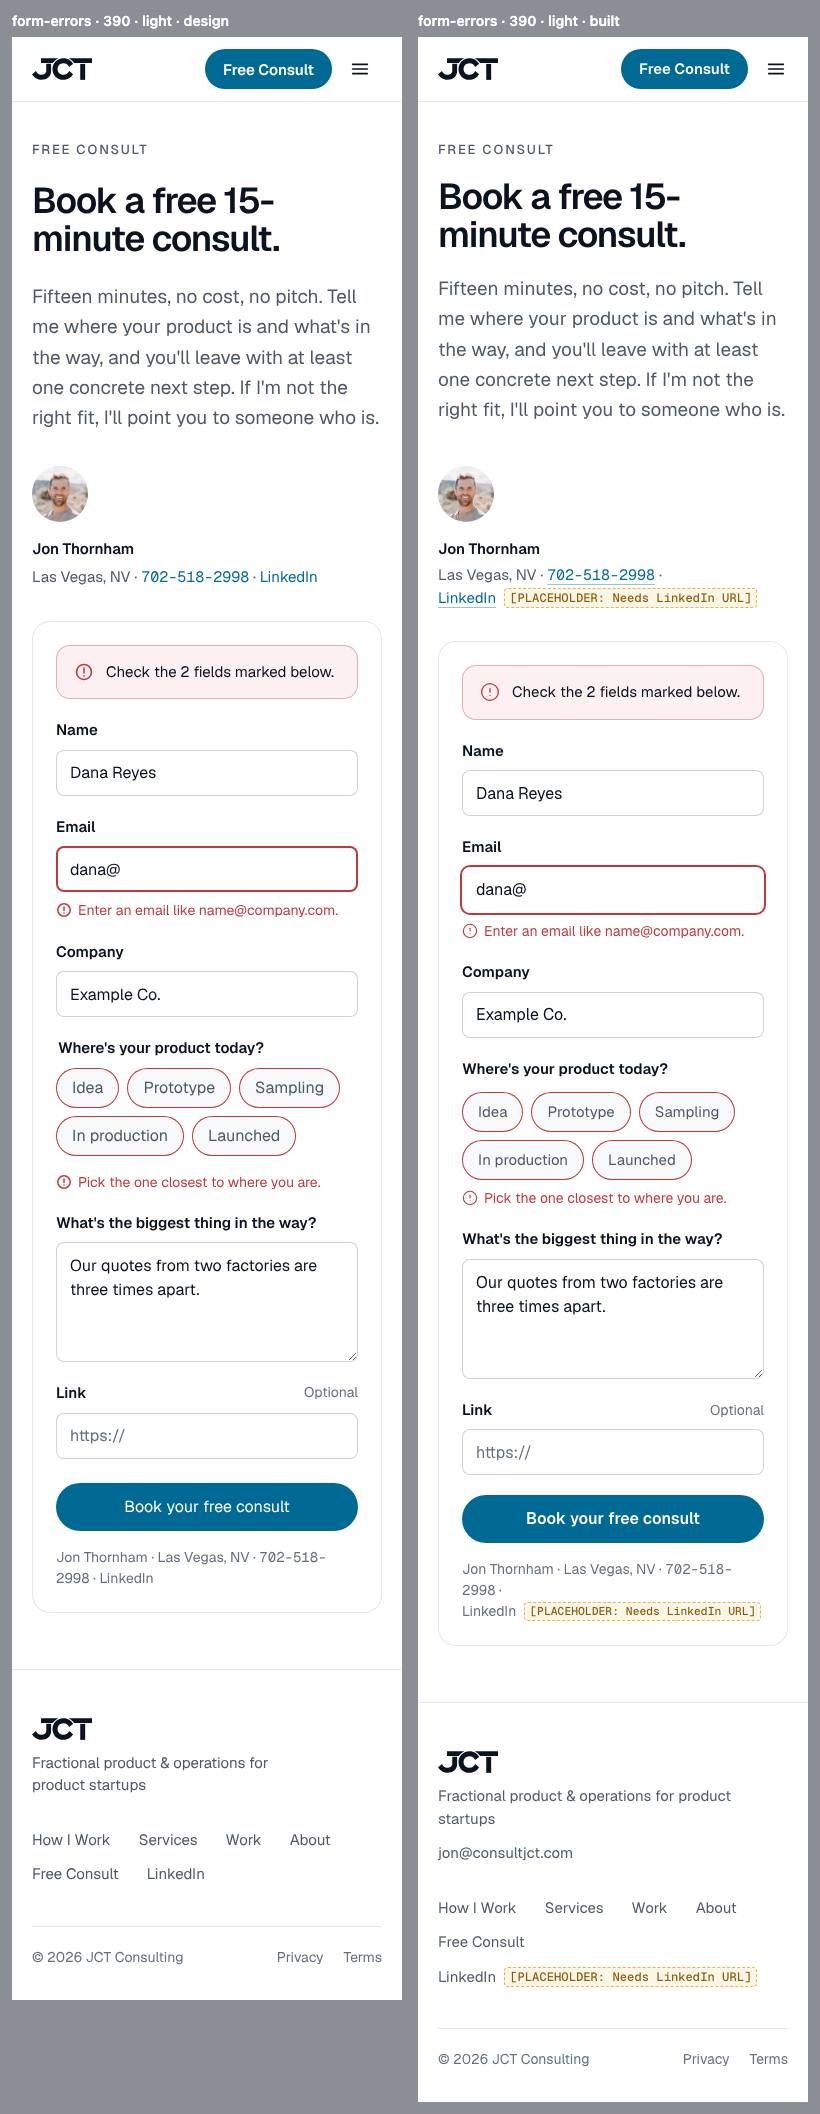 form-errors · 390 · light · design
JCT
Free Consult
FREE CONSULT
Book a free 15-
minute consult.
Fifteen minutes, no cost, no pitch. Tell
me where your product is and what's in
the way, and you'll leave with at least
one concrete next step. If I'm not the
right fit, I'll point you to someone who is.
Jon Thornham
Las Vegas, NV · 702-518-2998 · LinkedIn
Check the 2 fields marked below.
Name
Dana Reyes
Email
dana@
Enter an email like name@company.com.
Company
Example Co.
Where's your product today?
Idea
Prototype
Sampling
In production
Launched
Pick the one closest to where you are.
What's the biggest thing in the way?
Our quotes from two factories are
three times apart.
Link
Optional
https://
Book your free consult
Jon Thornham · Las Vegas, NV · 702-518-
2998 · LinkedIn
JCT
Fractional product & operations for
product startups
How I Work
Services
Work
About
Free Consult
LinkedIn
© 2026 JCT Consulting
Privacy
Terms
form-errors · 390 · light · built
JCT
Free Consult
FREE CONSULT
Book a free 15-
minute consult.
Fifteen minutes, no cost, no pitch. Tell
me where your product is and what's in
the way, and you'll leave with at least
one concrete next step. If I'm not the
right fit, I'll point you to someone who is.
Jon Thornham
Las Vegas, NV · 702-518-2998 ·
LinkedIn [PLACEHOLDER: Needs LinkedIn URL]
Check the 2 fields marked below.
Name
Dana Reyes
Email
dana@
Enter an email like name@company.com.
Company
Example Co.
Where's your product today?
Idea
Prototype
Sampling
In production
Launched
Pick the one closest to where you are.
What's the biggest thing in the way?
Our quotes from two factories are
three times apart.
Link
Optional
https://
Book your free consult
Jon Thornham · Las Vegas, NV · 702-518-
2998 ·
LinkedIn [PLACEHOLDER: Needs LinkedIn URL]
JCT
Fractional product & operations for product
startups
jon@consultjct.com
How I Work
Services
Work
About
Free Consult
LinkedIn [PLACEHOLDER: Needs LinkedIn URL]
© 2026 JCT Consulting
Privacy
Terms